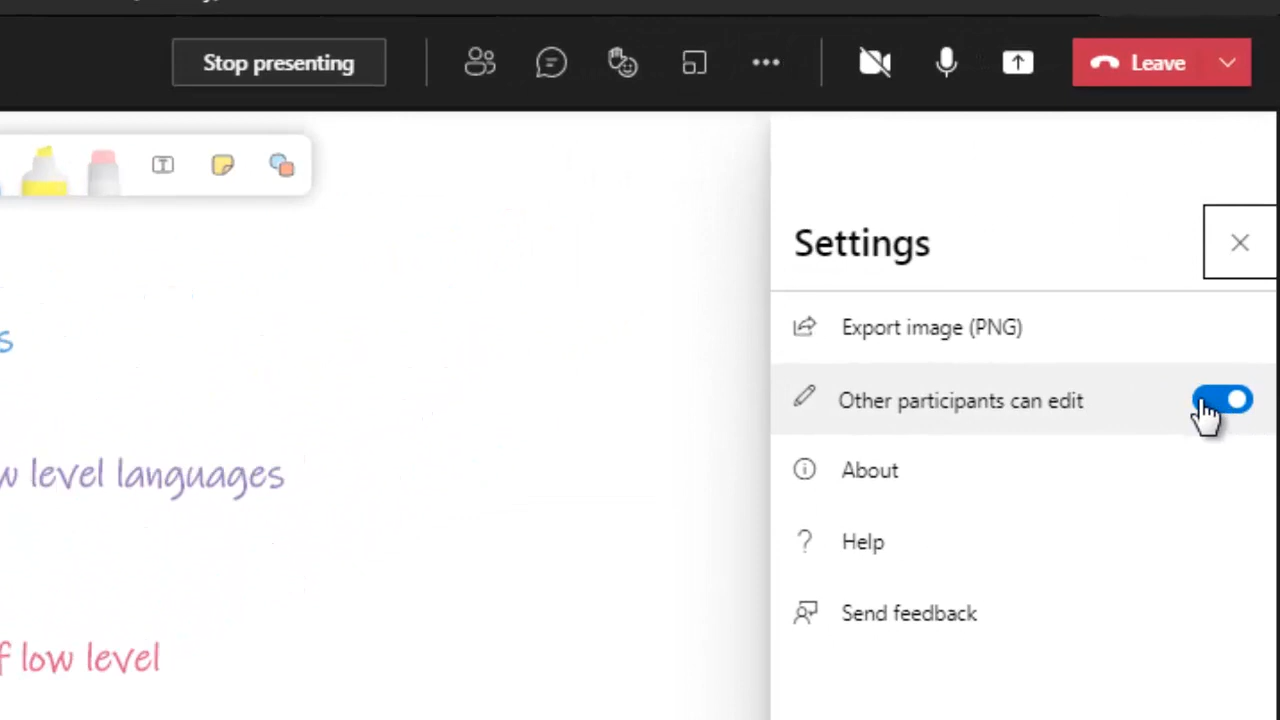 Stop presenting
Leave
T
Settings
Export image (PNG)
s
Other participants can edit
w level languages
About
Help
Send feedback
f low level